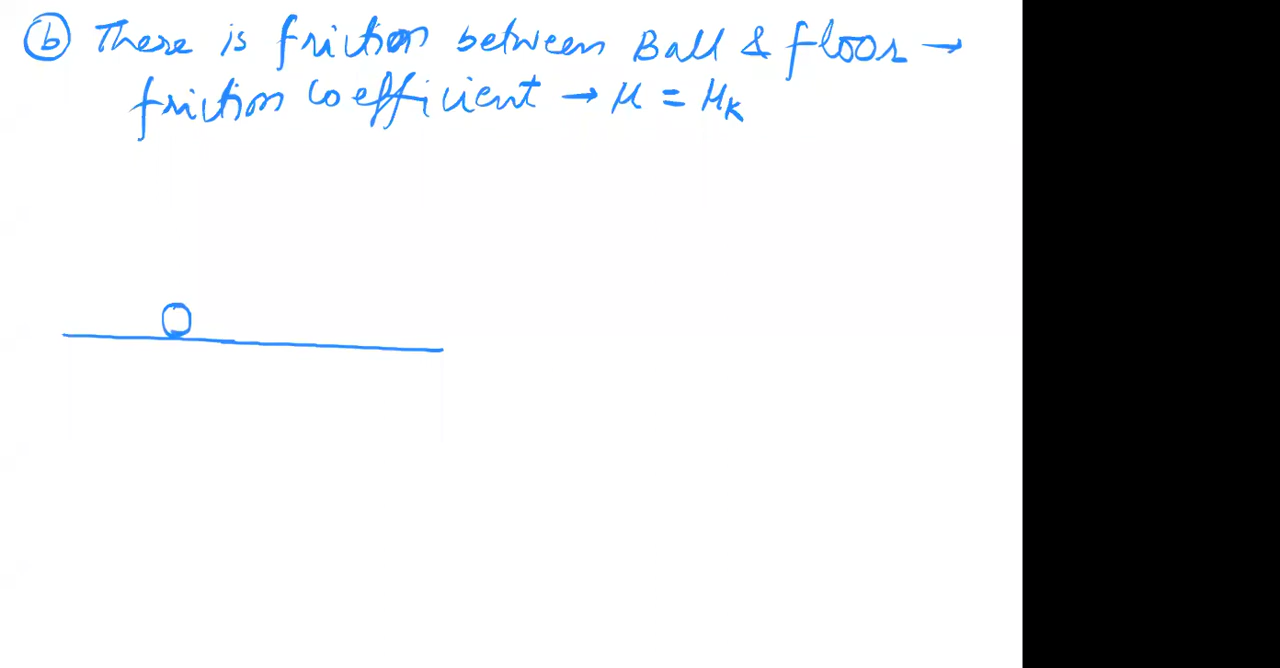 ⓑ There is friction between Ball & floor →
friction coefficient → μ = μₖ